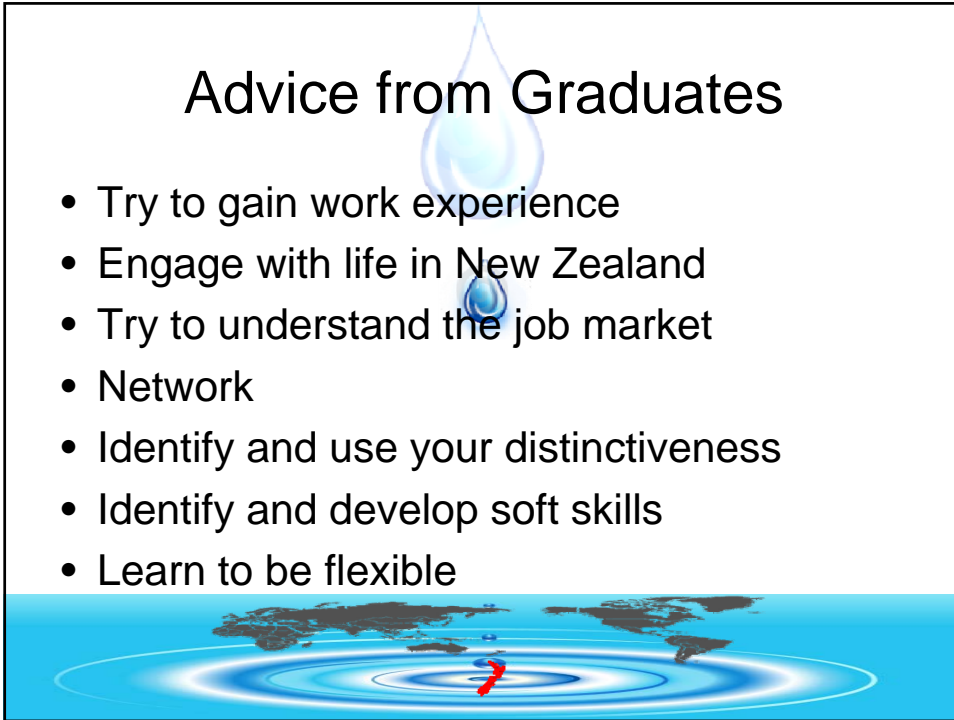 Advice from Graduates
• Try to gain work experience
• Engage with life in New Zealand
• Try to understand the job market
• Network
• Identify and use your distinctiveness
• Identify and develop soft skills
• Learn to be flexible